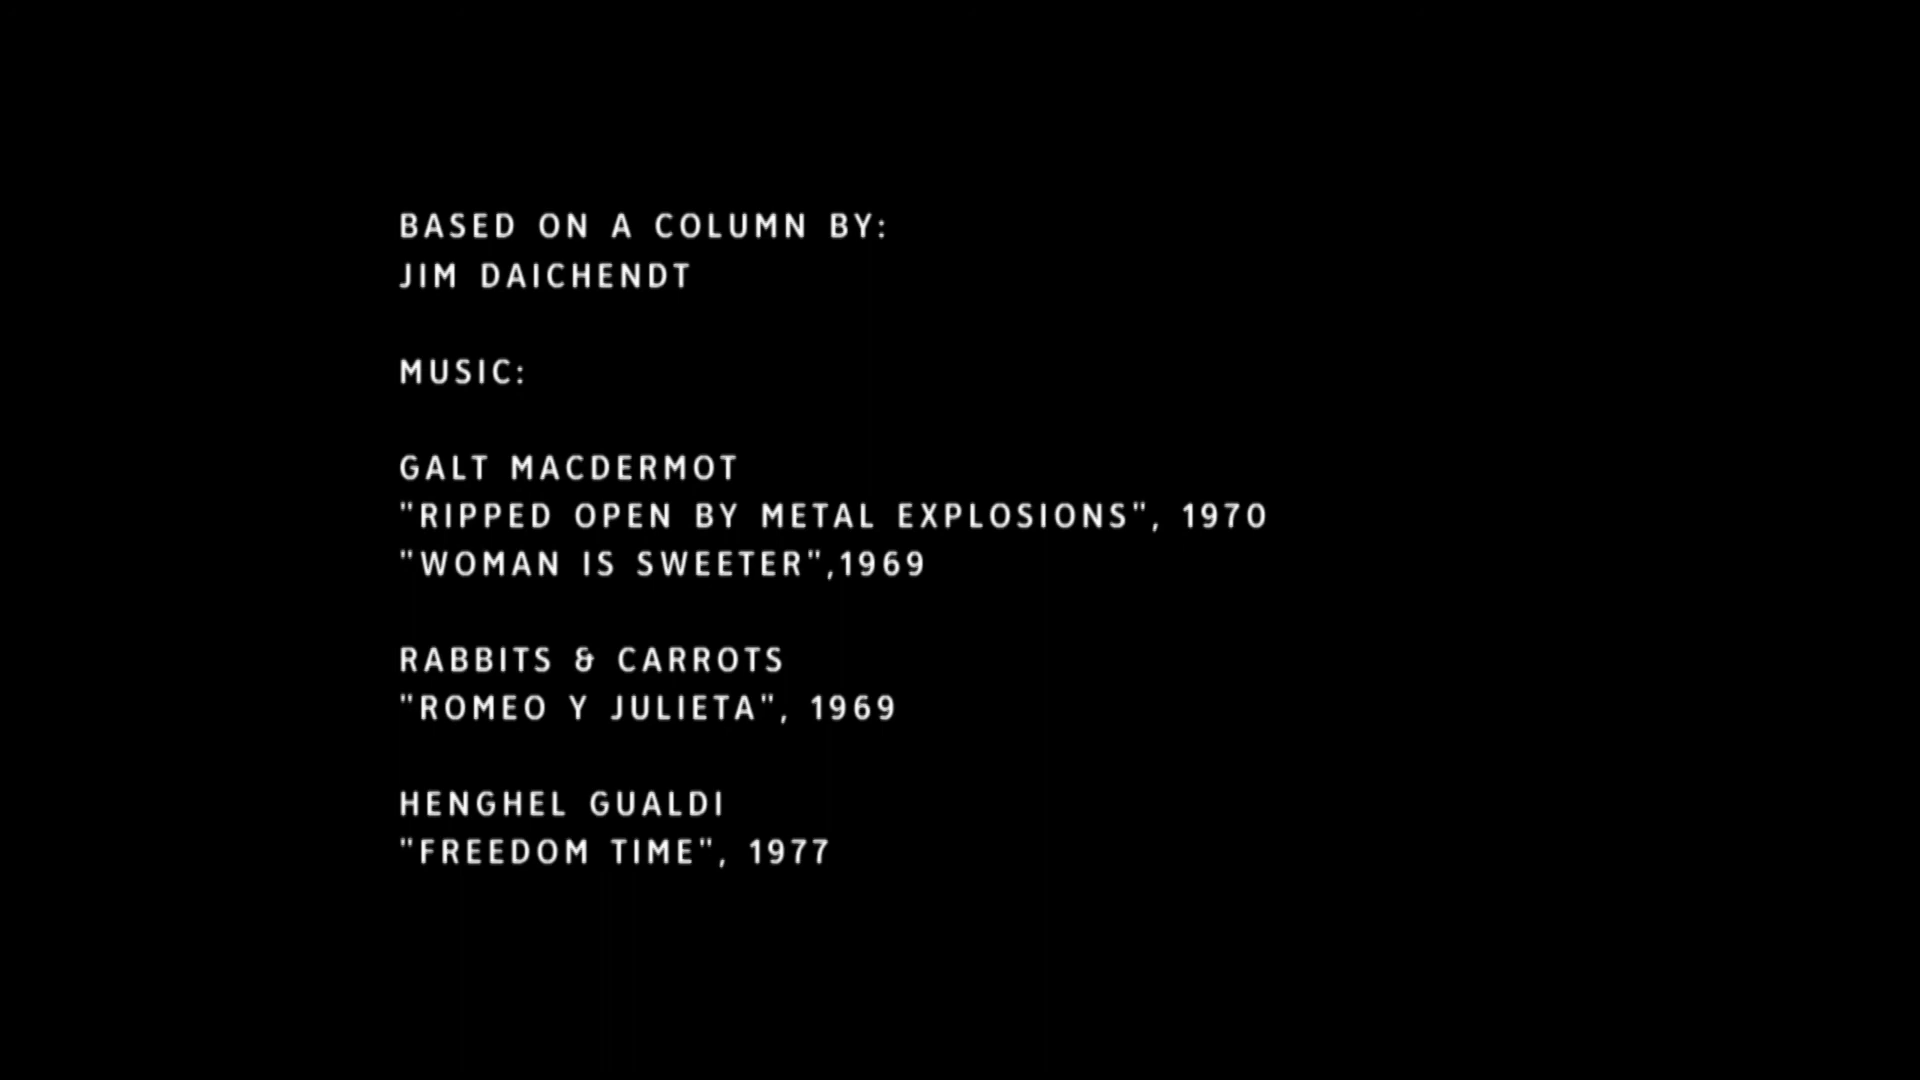 BASED ON A COLUMN BY:
JIM DAICHENDT
MUSIC:
GALT MACDERMOT
"RIPPED OPEN BY METAL EXPLOSIONS", 1970
"WOMAN IS SWEETER",1969
RABBITS & CARROTS
"ROMEO Y JULIETA", 1969
HENGHEL GUALDI
"FREEDOM TIME", 1977